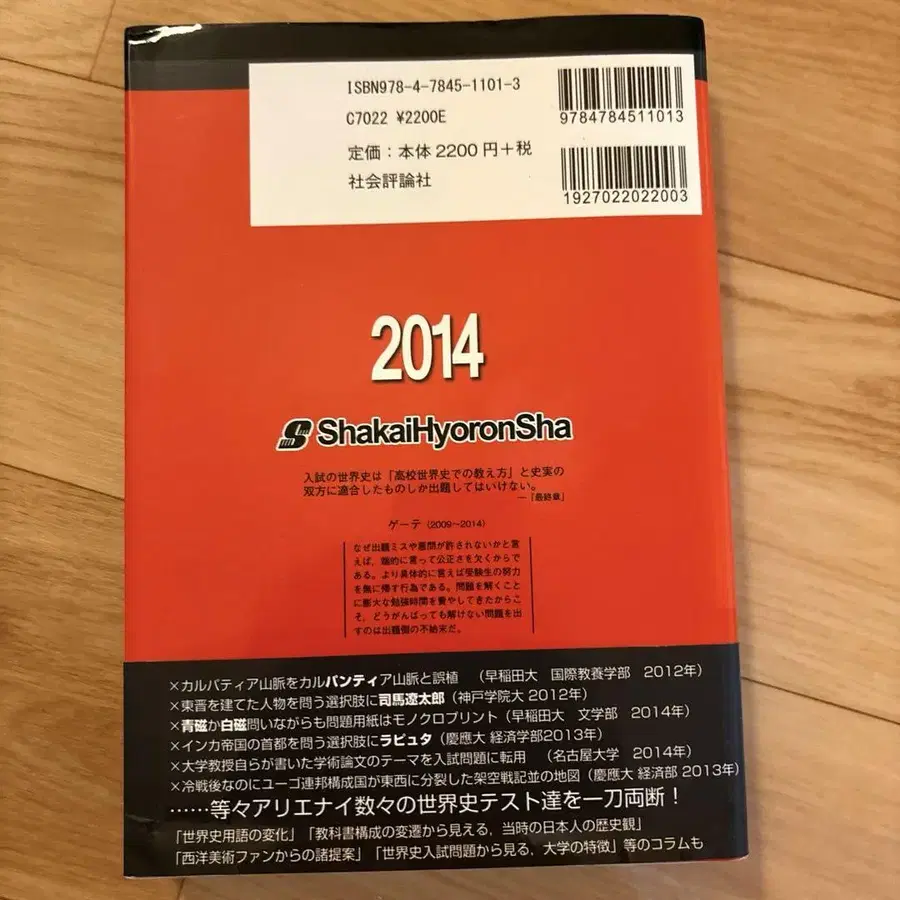 ISBN978-4-7845-1101-3
C7022 ¥2200E
定価：本体2200円＋税
社会評論社
9784784511013
1927022022003
2014
S ShakaiHyoronSha
入試の世界史は「高校世界史での教え方」と史実の
双方に適合したものしか出題してはいけない。
―「最終章」
ゲーテ（2009〜2014）
なぜ出題ミスや悪問が許されないかと言
えば、端的に言って公正さを欠くからで
ある。より具体的に言えば受験生の努力
を無に帰す行為である。問題を解くこと
に膨大な勉強時間を費やしてきたからこ
そ、どうがんばっても解けない問題を出
すのは出題側の不始末だ。
×カルパティア山脈をカルパンティア山脈と誤植　（早稲田大　国際教養学部　2012年）
×東晋を建てた人物を問う選択肢に司馬遼太郎（神戸学院大 2012年）
×青磁か白磁問いながらも問題用紙はモノクロプリント（早稲田大　文学部　2014年）
×インカ帝国の首都を問う選択肢にラピュタ（慶應大 経済学部2013年）
×大学教授自らが書いた学術論文のテーマを入試問題に転用　（名古屋大学　2014年）
×冷戦後なのにユーゴ連邦構成国が東西に分裂した架空戦記並の地図（慶應大 経済部 2013年）
……等々アリエナイ数々の世界史テスト達を一刀両断！
「世界史用語の変化」「教科書構成の変遷から見える，当時の日本人の歴史観」
「西洋美術ファンからの諸提案」「世界史入試問題から見る，大学の特徴」等のコラムも